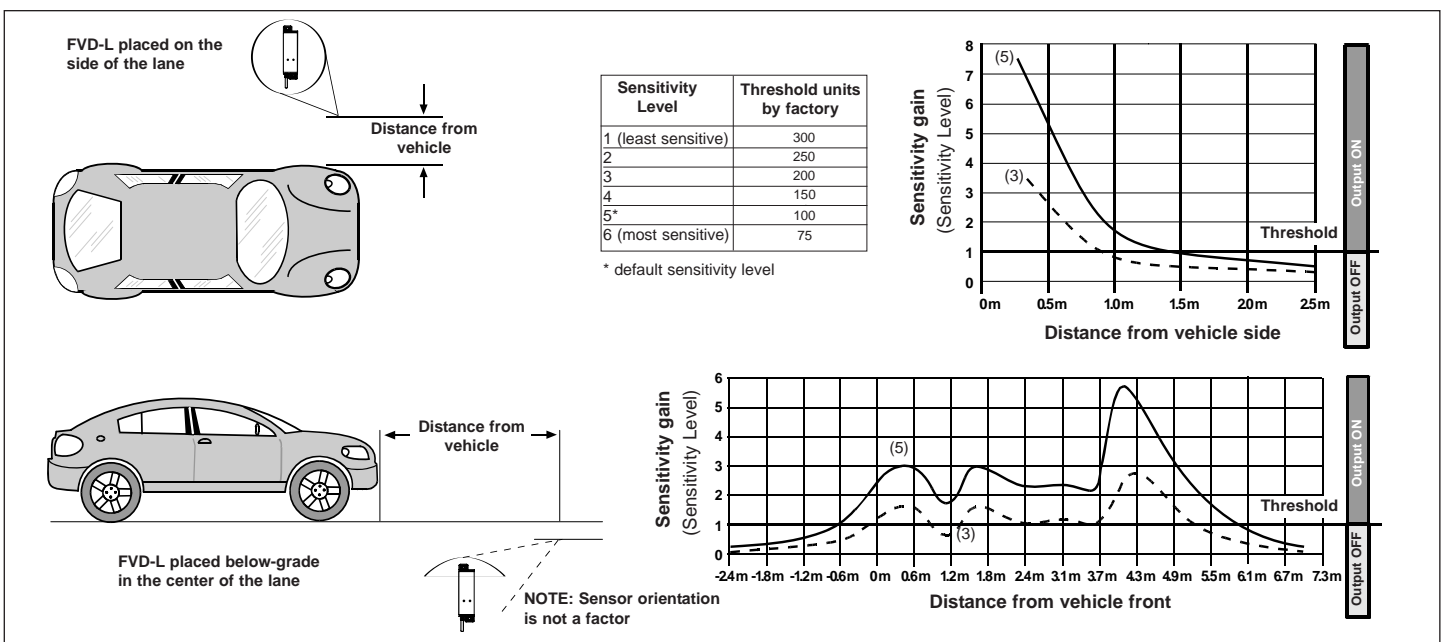 FVD-L placed on the
side of the lane
Distance from
vehicle
Sensitivity Level Threshold units by factory
1 (least sensitive) 300
2 250
3 200
4 150
5* 100
6 (most sensitive) 75
* default sensitivity level
Sensitivity gain
(Sensitivity Level)
8
7
6
5
4
3
2
1
0
(5)
(3)
Threshold
Output ON
Output OFF
0m 0.5m 1.0m 1.5m 20m 25m
Distance from vehicle side
Distance from
vehicle
FVD-L placed below-grade
in the center of the lane
NOTE: Sensor orientation
is not a factor
Sensitivity gain
(Sensitivity Level)
6
5
4
3
2
1
0
(5)
(3)
Threshold
Output ON
Output OFF
-24m -1.8m -1.2m -0.6m 0m 0.6m 1.2m 1.8m 24m 3.1m 3.7m 4.3m 4.9m 5.5m 6.1m 6.7m 7.3m
Distance from vehicle front